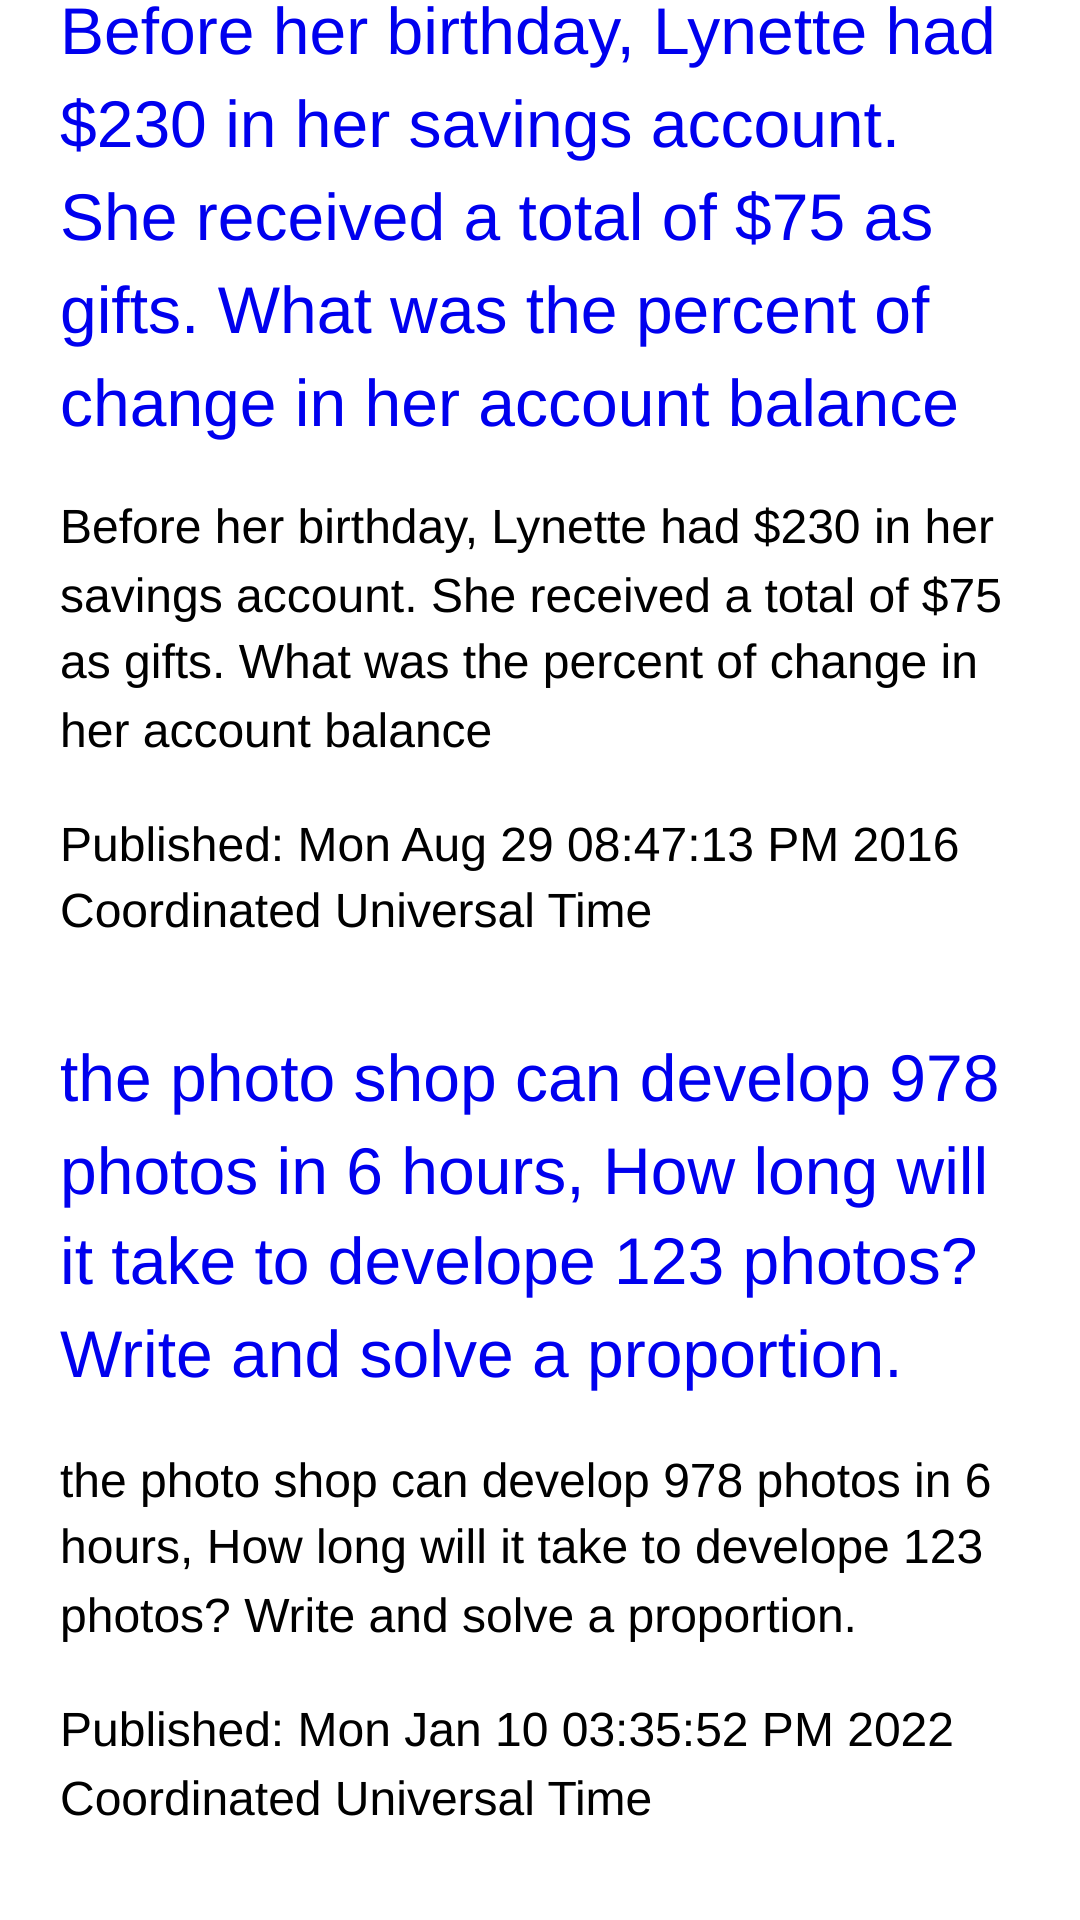 Before her birthday, Lynette had
$230 in her savings account.
She received a total of $75 as
gifts. What was the percent of
change in her account balance
Before her birthday, Lynette had $230 in her
savings account. She received a total of $75
as gifts. What was the percent of change in
her account balance
Published: Mon Aug 29 08:47:13 PM 2016
Coordinated Universal Time
the photo shop can develop 978
photos in 6 hours, How long will
it take to develope 123 photos?
Write and solve a proportion.
the photo shop can develop 978 photos in 6
hours, How long will it take to develope 123
photos? Write and solve a proportion.
Published: Mon Jan 10 03:35:52 PM 2022
Coordinated Universal Time